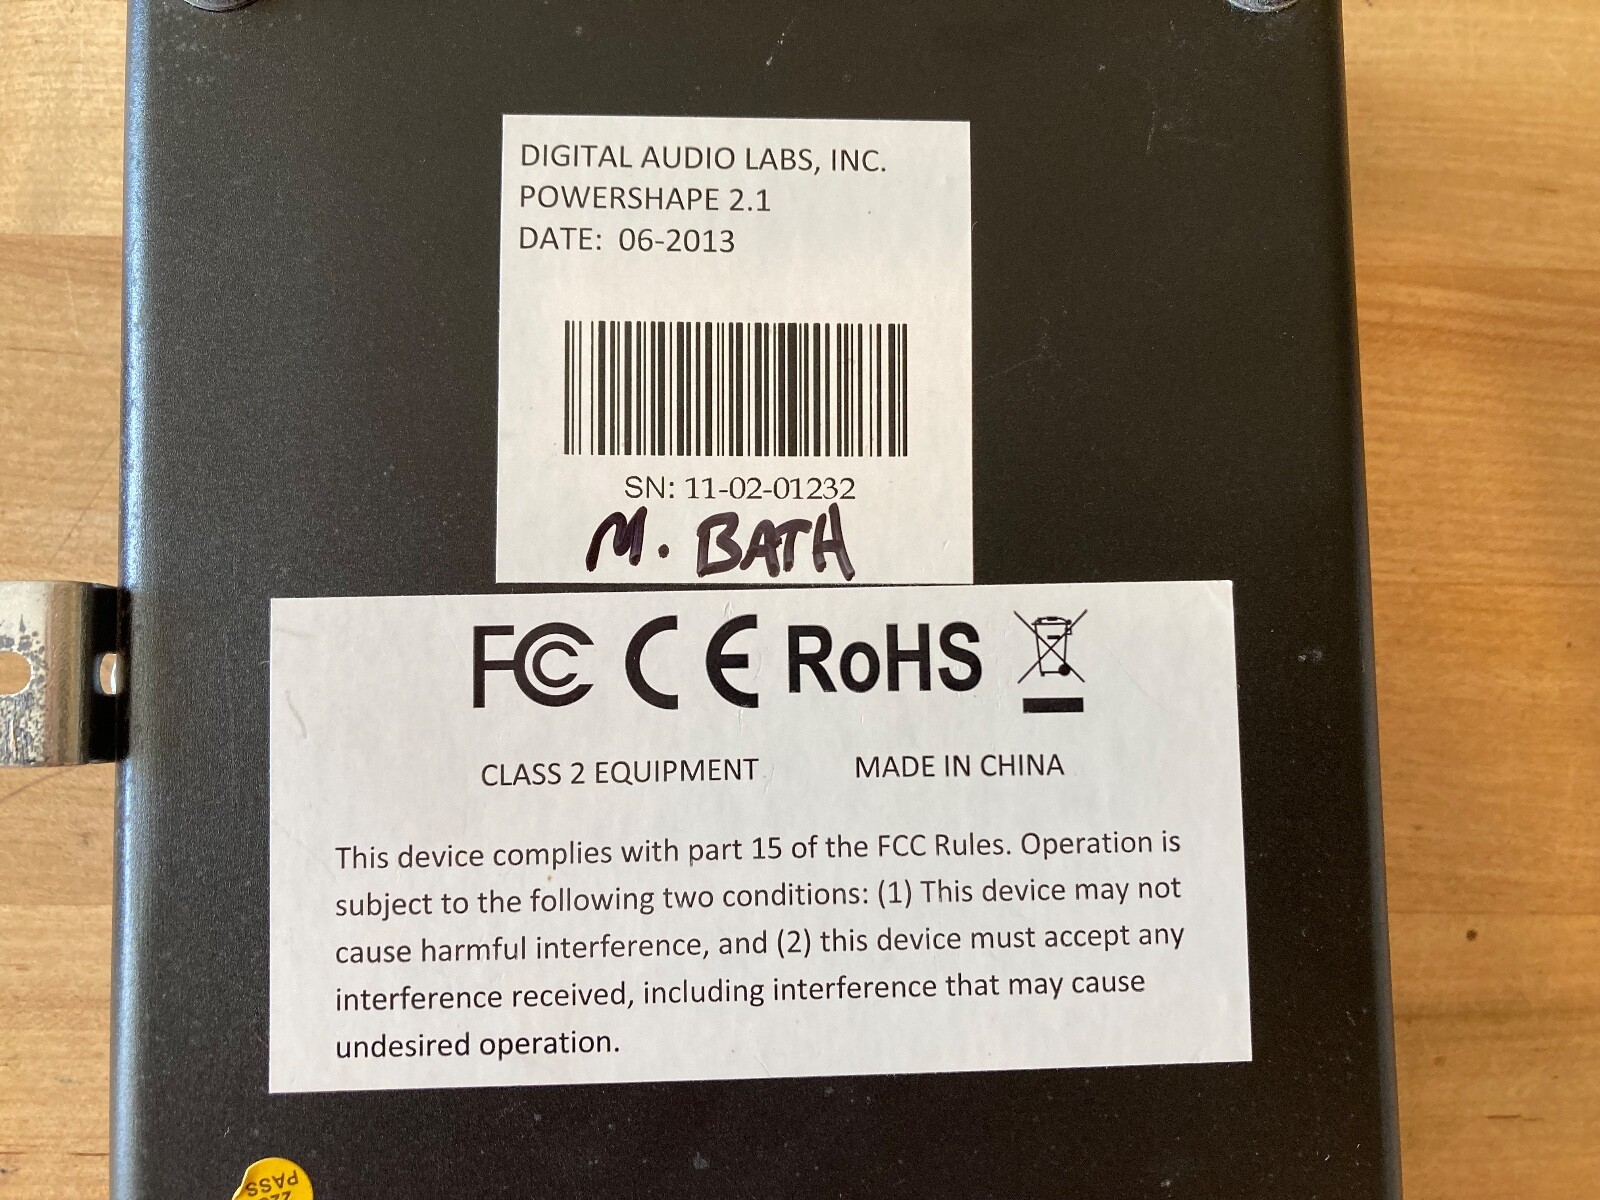 DIGITAL AUDIO LABS, INC.
POWERSHAPE 2.1
DATE: 06-2013
SN: 11-02-01232
M. BATH
FC CE RoHS
CLASS 2 EQUIPMENT MADE IN CHINA
This device complies with part 15 of the FCC Rules. Operation is
subject to the following two conditions: (1) This device may not
cause harmful interference, and (2) this device must accept any
interference received, including interference that may cause
undesired operation.
PASS